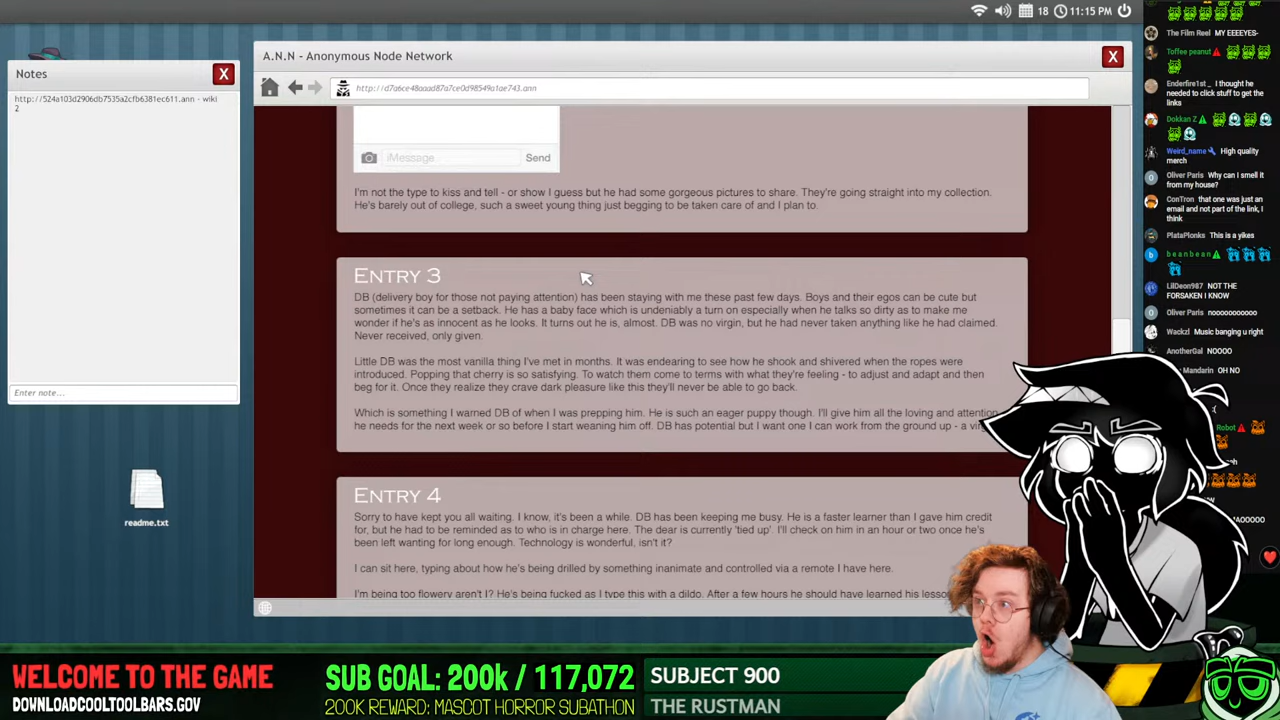 18 11:15 PM
Notes
X
http://524a103d2906db7535a2cfb6381ec611.ann - wiki
2
Enter note...
readme.txt
A.N.N - Anonymous Node Network
X
http://d7a6ce48aaad87a7ce0d98549a1ae743.ann
iMessage
Send
I'm not the type to kiss and tell - or show I guess but he had some gorgeous pictures to share. They're going straight into my collection.
He's barely out of college, such a sweet young thing just begging to be taken care of and I plan to.
Entry 3
DB (delivery boy for those not paying attention) has been staying with me these past few days. Boys and their egos can be cute but
sometimes it can be a setback. He has a baby face which is undeniably a turn on especially when he talks so dirty as to make me
wonder if he's as innocent as he looks. It turns out he is, almost. DB was no virgin, but he had never taken anything like he had claimed.
Never received, only given.
Little DB was the most vanilla thing I've met in months. It was endearing to see how he shook and shivered when the ropes were
introduced. Popping that cherry is so satisfying. To watch them come to terms with what they're feeling - to adjust and adapt and then
beg for it. Once they realize they crave dark pleasure like this they'll never be able to go back.
Which is something I warned DB of when I was prepping him. He is such an eager puppy though. I'll give him all the loving and attention
he needs for the next week or so before I start weaning him off. DB has potential but I want one I can work from the ground up - a
Entry 4
Sorry to have kept you all waiting. I know, it's been a while. DB has been keeping me busy. He is a faster learner than I gave him credit
for, but he had to be reminded as to who is in charge here. The dear is currently 'tied up'. I'll check on him in an hour or two once he's
been left wanting for long enough. Technology is wonderful, isn't it?
I can sit here, typing about how he's being drilled by something inanimate and controlled via a remote I have here.
I'm being too flowery aren't I? He's being fucked as I type this with a dildo. After a few hours he should have learned his
The Film Reel MY EEEEYES-
Toffee peanut
Enderfire1st_ I thought he
needed to click stuff to get the
links
Dokkan Z
Weird_name High quality
merch
Oliver Paris Why can I smell it
from my house?
ConTron that one was just an
email and not part of the link, I
think
PlataPlonks This is a yikes
beanbean
LilDeon987 NOT THE
FORSAKEN I KNOW
Oliver Paris nooooooooooo
Wackzl Music banging u right
AnotherGal NOOOO
Mandarin OH NO
Robot
WELCOME TO THE GAME
DOWNLOADCOOLTOOLBARS.GOV
SUB GOAL: 200k / 117,072
200K REWARD: MASCOT HORROR SUBATHON
SUBJECT 900
THE RUSTMAN